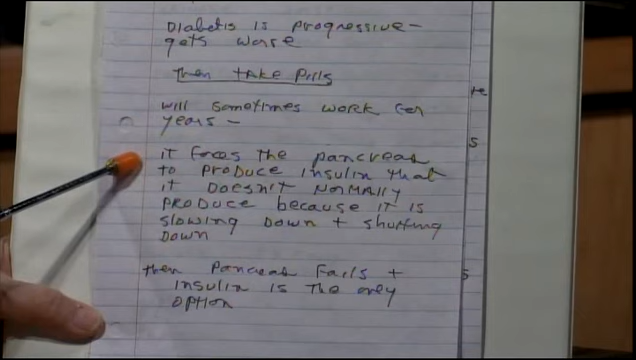 Diabetis is progressive -
gets worse
then take Pills
will sometimes work for
years -
it forces the pancreas
to produce insulin that
it Doesn't Normally
produce because it is
slowing Down + shutting
Down
then Pancreas Fails +
insulin is the only
option